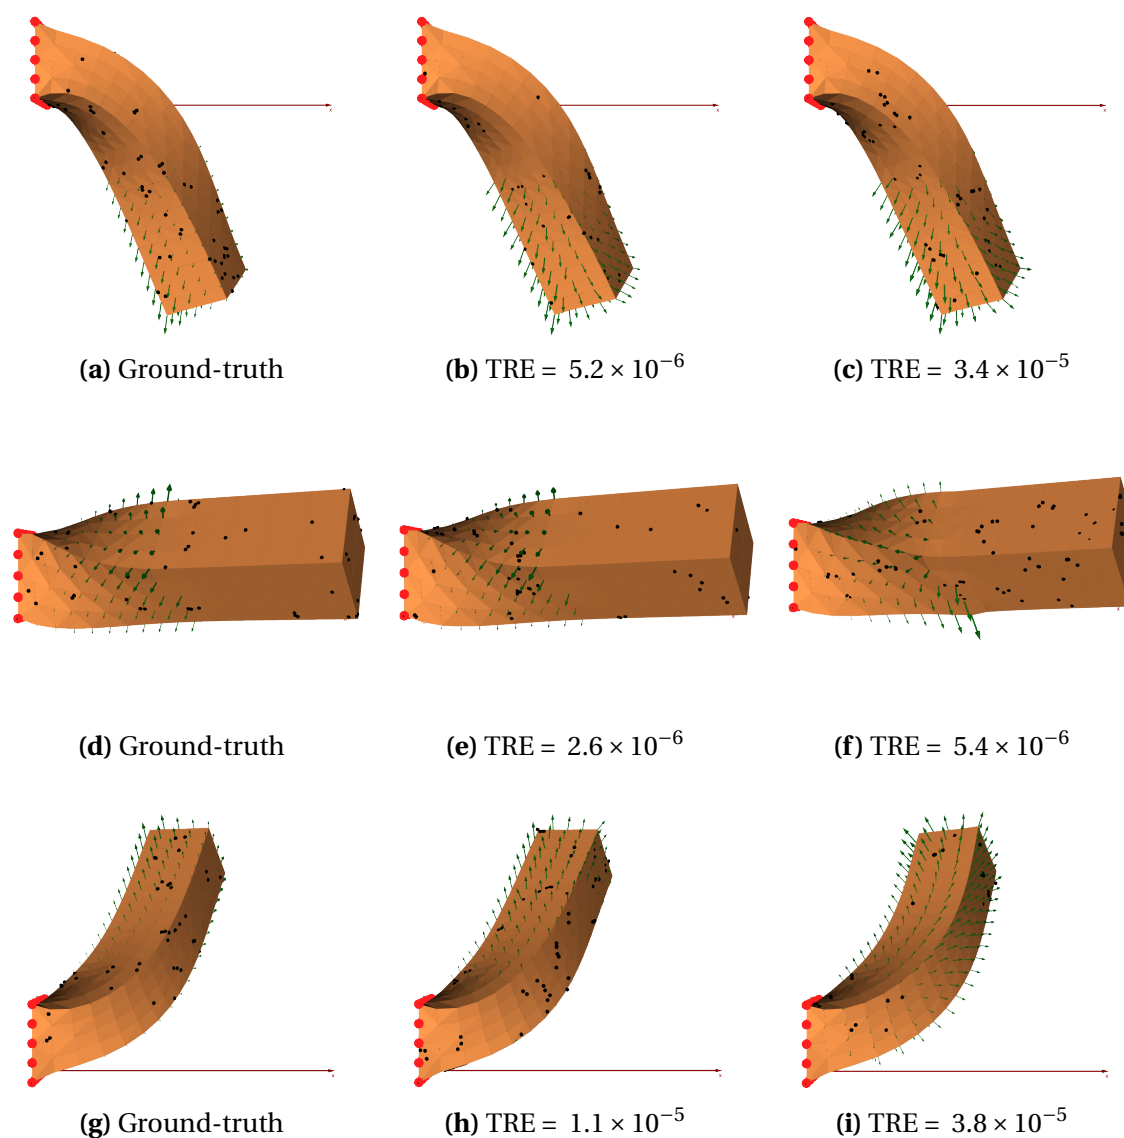 (a) Ground-truth
(b) TRE = 5.2 × 10⁻⁶
(c) TRE = 3.4 × 10⁻⁵
(d) Ground-truth
(e) TRE = 2.6 × 10⁻⁶
(f) TRE = 5.4 × 10⁻⁶
(g) Ground-truth
(h) TRE = 1.1 × 10⁻⁵
(i) TRE = 3.8 × 10⁻⁵